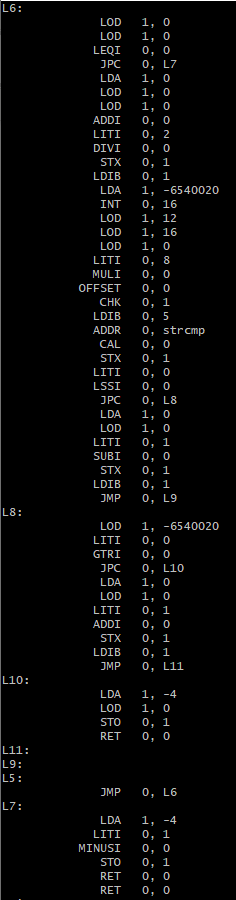 L6:
LOD 1, 0
LOD 1, 0
LEQI 0, 0
JPC 0, L7
LDA 1, 0
LOD 1, 0
LOD 1, 0
ADDI 0, 0
LITI 0, 2
DIVI 0, 0
STX 0, 1
LDIB 0, 1
LDA 1, -6540020
INT 0, 16
LOD 1, 12
LOD 1, 16
LOD 1, 0
LITI 0, 8
MULI 0, 0
OFFSET 0, 0
CHK 0, 1
LDIB 0, 5
ADDR 0, strcmp
CAL 0, 0
STX 0, 1
LITI 0, 0
LSSI 0, 0
JPC 0, L8
LDA 1, 0
LOD 1, 0
LITI 0, 1
SUBI 0, 0
STX 0, 1
LDIB 0, 1
JMP 0, L9
L8:
LOD 1, -6540020
LITI 0, 0
GTRI 0, 0
JPC 0, L10
LDA 1, 0
LOD 1, 0
LITI 0, 1
ADDI 0, 0
STX 0, 1
LDIB 0, 1
JMP 0, L11
L10:
LDA 1, -4
LOD 1, 0
STO 0, 1
RET 0, 0
L11:
L9:
L5:
JMP 0, L6
L7:
LDA 1, -4
LITI 0, 1
MINUSI 0, 0
STO 0, 1
RET 0, 0
RET 0, 0